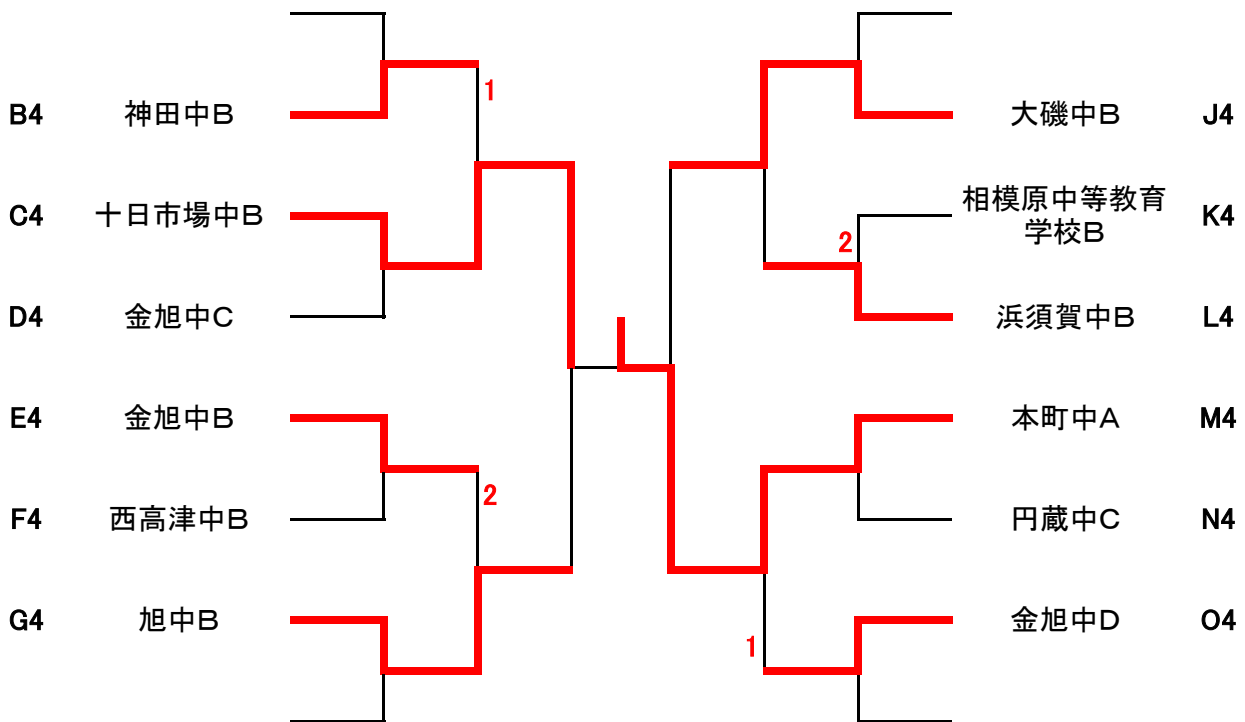 1
B4 神田中B
C4 十日市場中B
D4 金旭中C
E4 金旭中B
2
F4 西高津中B
G4 旭中B
大磯中B J4
相模原中等教育
学校B K4
2
浜須賀中B L4
本町中A M4
円蔵中C N4
金旭中D O4
1